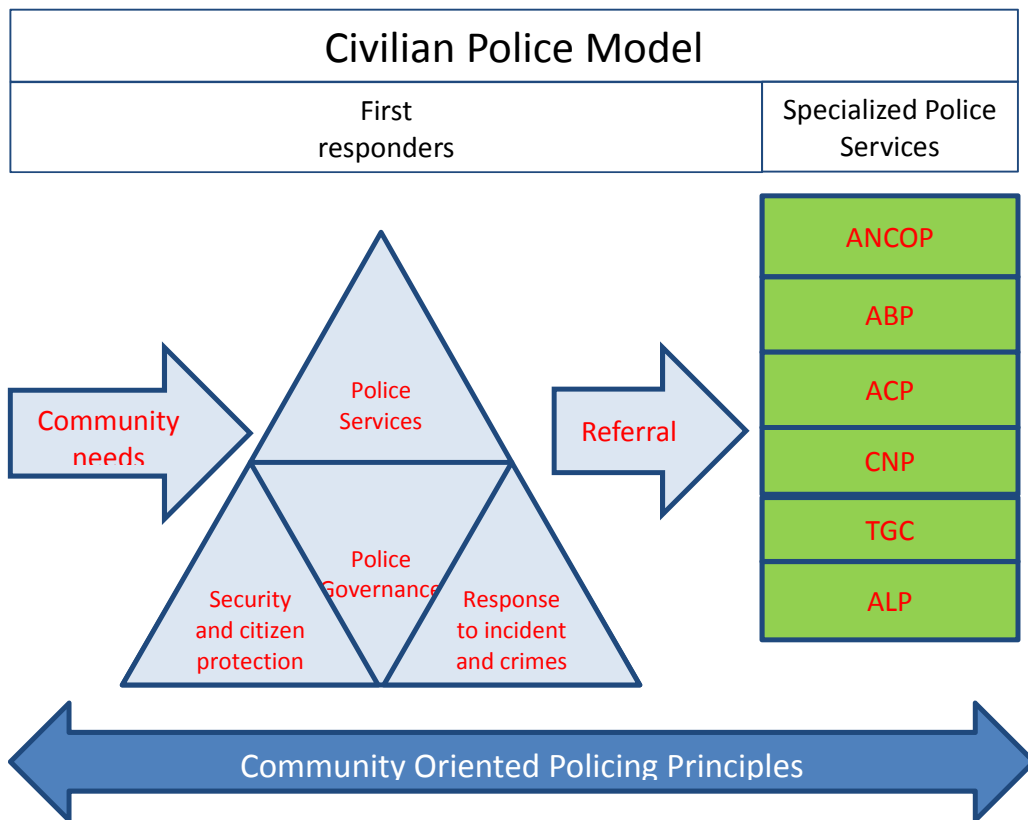 Civilian Police Model
First
responders
Specialized Police
Services
ANCOP
ABP
ACP
CNP
TGC
ALP
Community
needs
Police
Services
Referral
Police
Governance
Security
and citizen
protection
Response
to incident
and crimes
Community Oriented Policing Principles